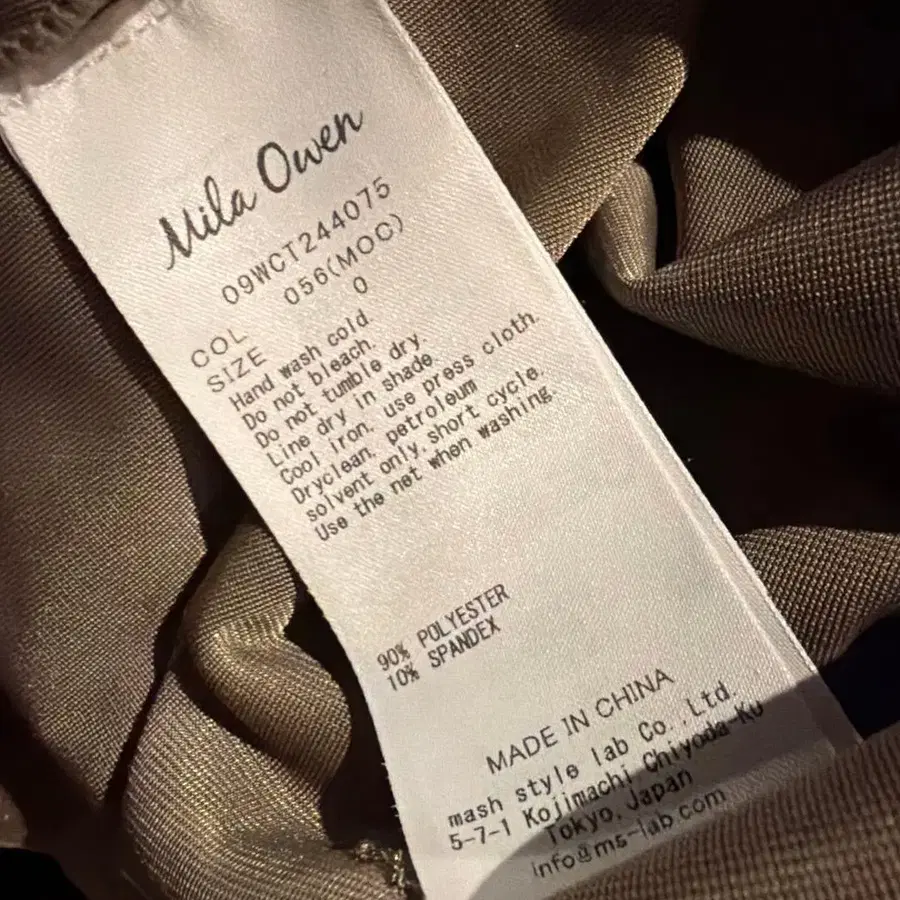 Mila Owen
09WCT244075
COL 056(MOC)
SIZE 0
Hand wash cold.
Do not bleach.
Do not tumble dry.
Line dry in shade.
Cool iron, use press cloth.
Dryclean, petroleum
solvent only,short cycle.
Use the net when washing.
90% POLYESTER
10% SPANDEX
MADE IN CHINA
mash style lab Co.,Ltd.
5-7-1 Kojimachi Chiyoda-Ku
Tokyo, Japan
info@ms-lab.com